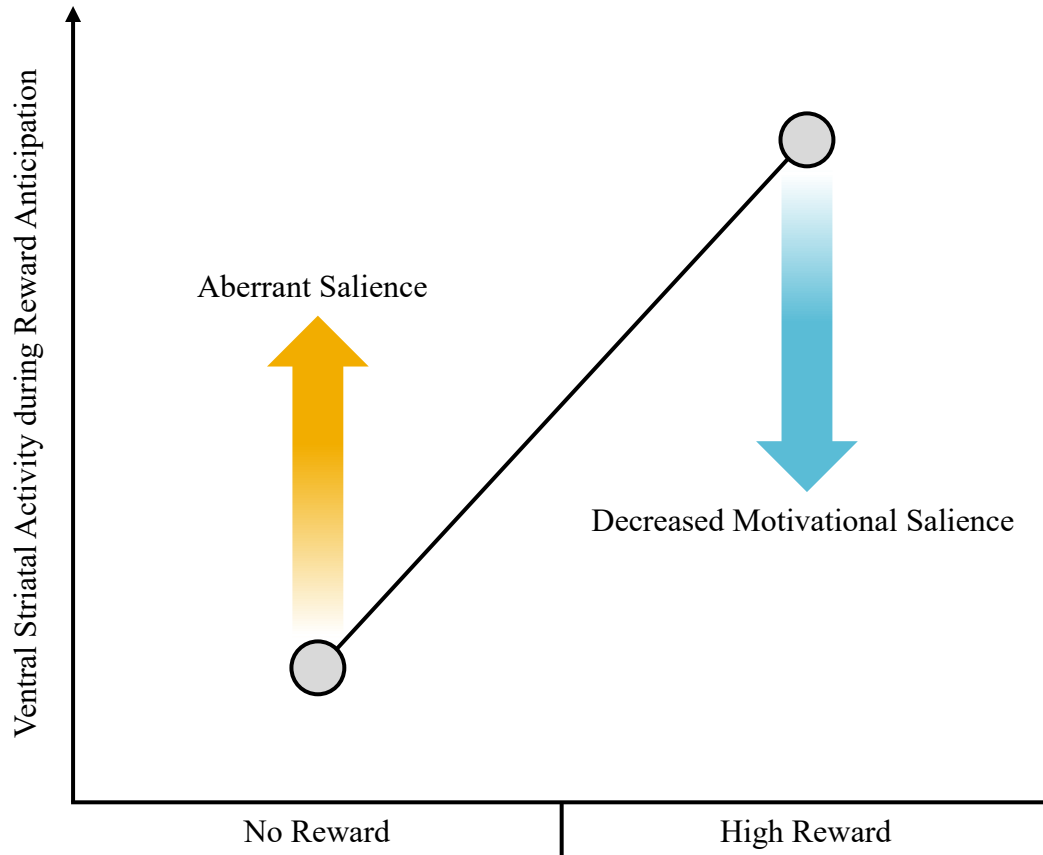 Ventral Striatal Activity during Reward Anticipation
Aberrant Salience
Decreased Motivational Salience
No Reward
High Reward